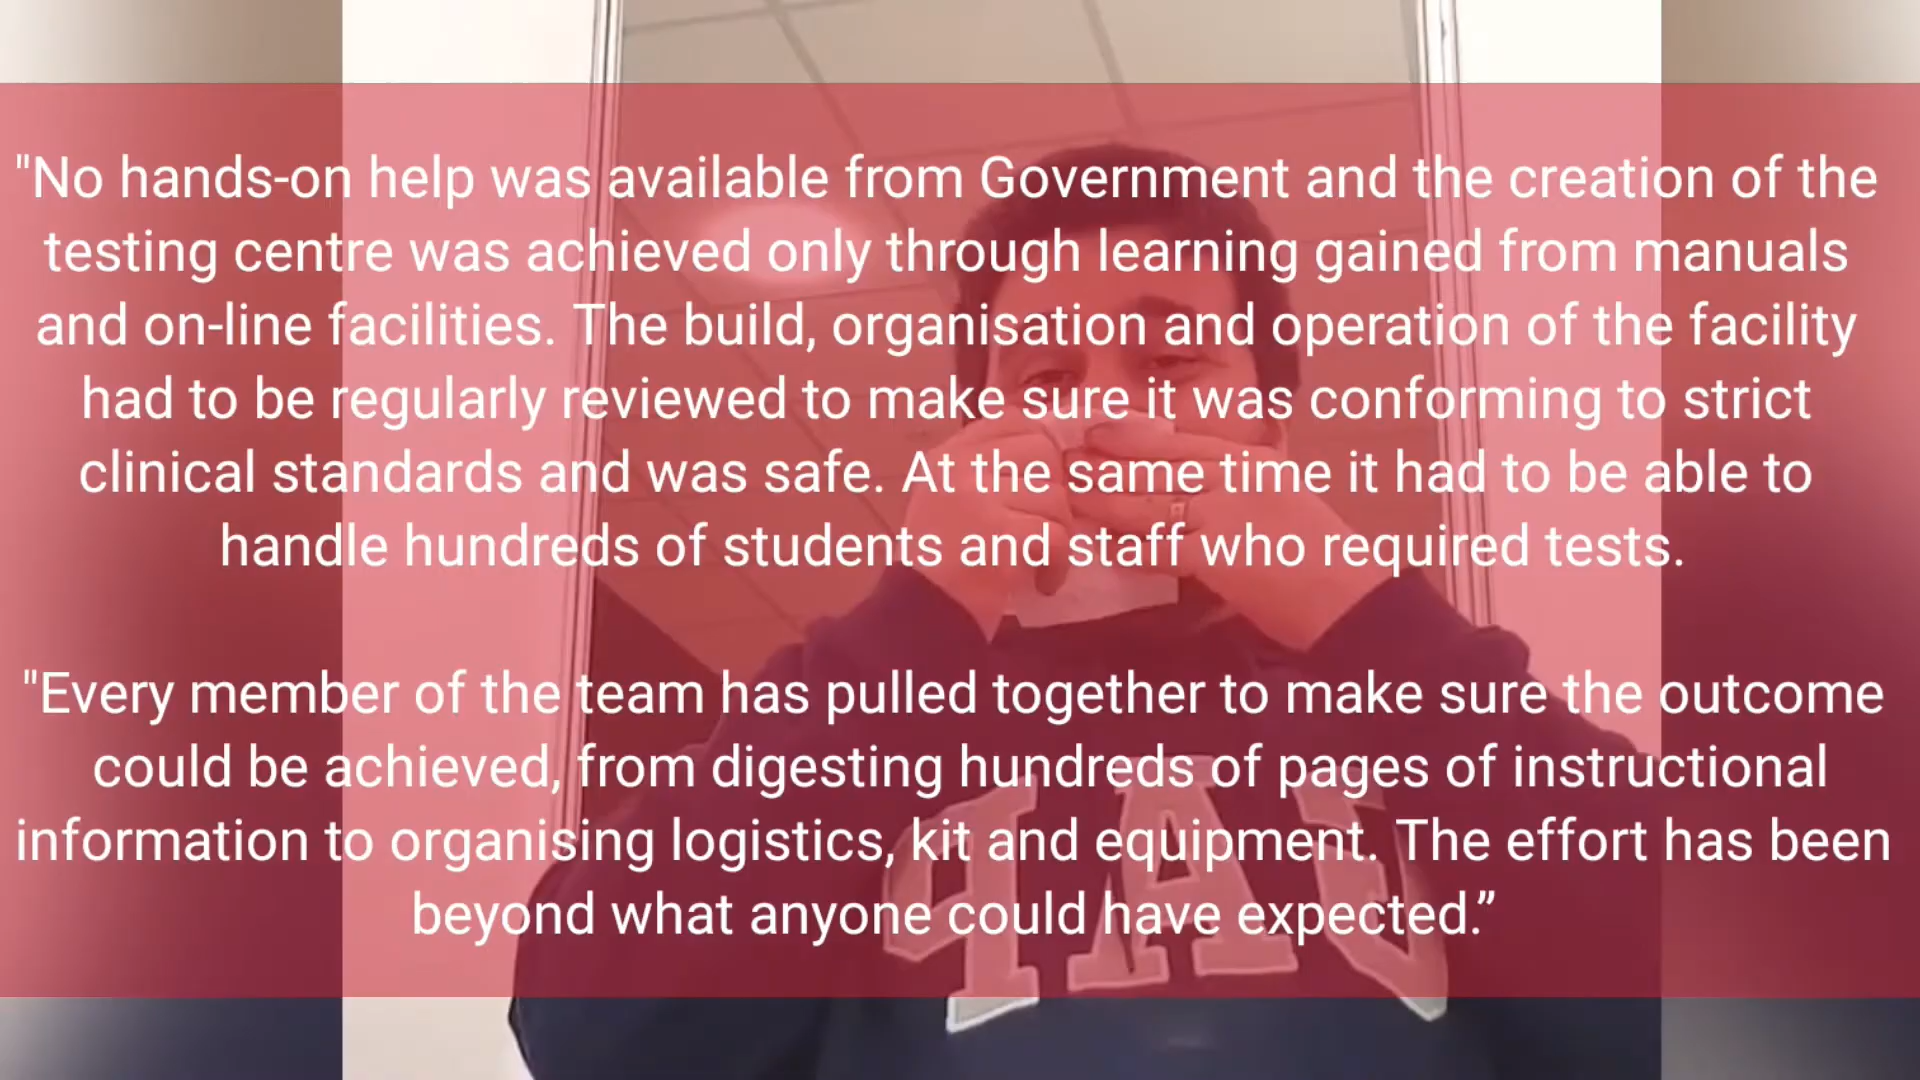 "No hands-on help was available from Government and the creation of the
testing centre was achieved only through learning gained from manuals
and on-line facilities. The build, organisation and operation of the facility
had to be regularly reviewed to make sure it was conforming to strict
clinical standards and was safe. At the same time it had to be able to
handle hundreds of students and staff who required tests.
"Every member of the team has pulled together to make sure the outcome
could be achieved, from digesting hundreds of pages of instructional
information to organising logistics, kit and equipment. The effort has been
beyond what anyone could have expected.”
GAP